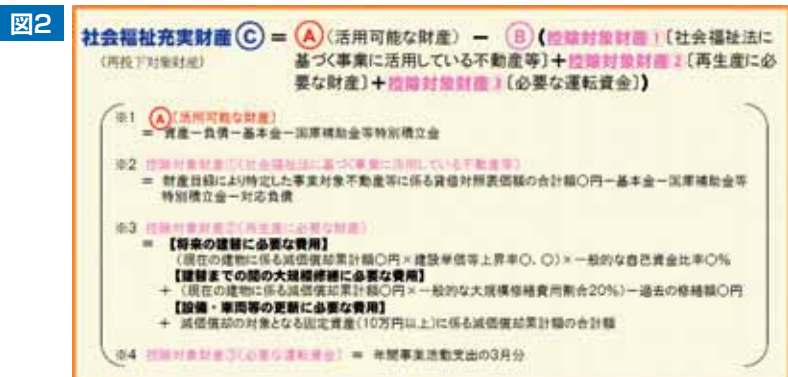 図2
社会福祉充実財産Ⓒ = Ⓐ(活用可能な財産) − Ⓑ(控除対象財産1〔社会福祉法に
(再投下対象財産)
基づく事業に活用している不動産等〕+控除対象財産2〔再生産に必
要な財産〕+控除対象財産3〔必要な運転資金〕)
※1 Ⓐ(活用可能な財産)
= 資産−負債−基本金−国庫補助金等特別積立金
※2 控除対象財産①(社会福祉法に基づく事業に活用している不動産等)
= 財産目録により特定した事業対象不動産等に係る貸借対照表価額の合計額〇円−基本金−国庫補助金等
特別積立金−対応負債
※3 控除対象財産②(再生産に必要な財産)
= 【将来の建替に必要な費用】
(現在の建物に係る減価償却累計額〇円×建設単価等上昇率〇、〇)×一般的な自己資金比率〇%
【建替までの間の大規模修繕に必要な費用】
+ (現在の建物に係る減価償却累計額〇円×一般的な大規模修繕費用割合20%)−過去の修繕額〇円
【設備・車両等の更新に必要な費用】
+ 減価償却の対象となる固定資産(10万円以上)に係る減価償却累計額の合計額
※4 控除対象財産③(必要な運転資金) = 年間事業活動支出の3月分